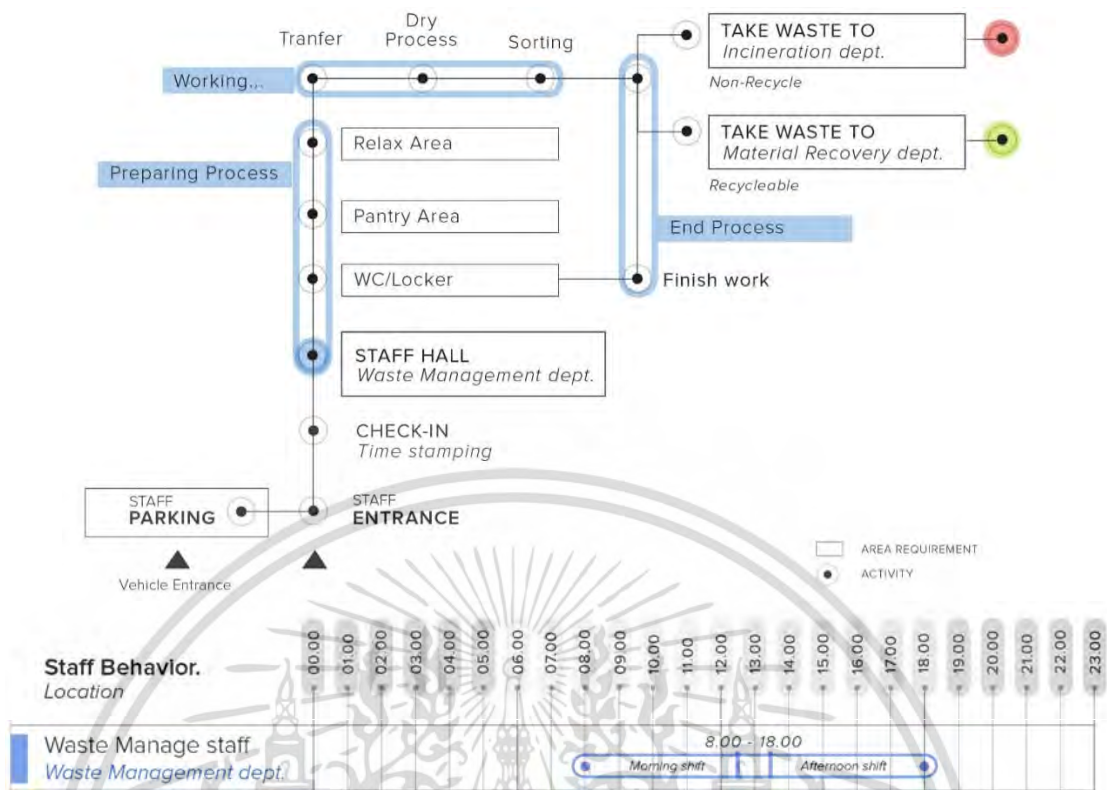 Tranfer
Dry
Process
Sorting
Working...
TAKE WASTE TO
Incineration dept.
Non-Recycle
Relax Area
TAKE WASTE TO
Material Recovery dept.
Preparing Process
Recycleable
Pantry Area
End Process
WC/Locker
Finish work
STAFF HALL
Waste Management dept.
CHECK-IN
Time stamping
STAFF
PARKING
STAFF
ENTRANCE
Vehicle Entrance
AREA REQUIREMENT
ACTIVITY
Staff Behavior.
Location
00.00 01.00 02.00 03.00 04.00 05.00 06.00 07.00 08.00 09.00 10.00 11.00 12.00 13.00 14.00 15.00 16.00 17.00 18.00 19.00 20.00 21.00 22.00 23.00
Waste Manage staff
Waste Management dept.
8.00 - 18.00
Morning shift
Afternoon shift